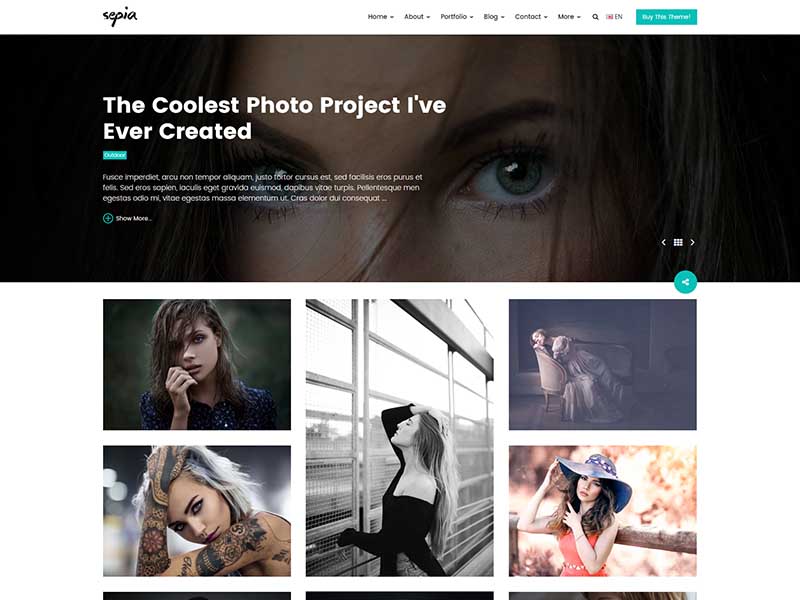 sepia
Home About Portfolio Blog Contact More EN Buy This Theme!
The Coolest Photo Project I've
Ever Created
Outdoor
Fusce imperdiet, arcu non tempor aliquam, justo tortor cursus est, sed facilisis eros purus et
felis. Sed eros sapien, iaculis eget gravida euismod, dapibus vitae turpis. Pellentesque men
egestas odio mi, vitae egestas massa elementum ut. Cras dolor dui consequat ...
Show More...